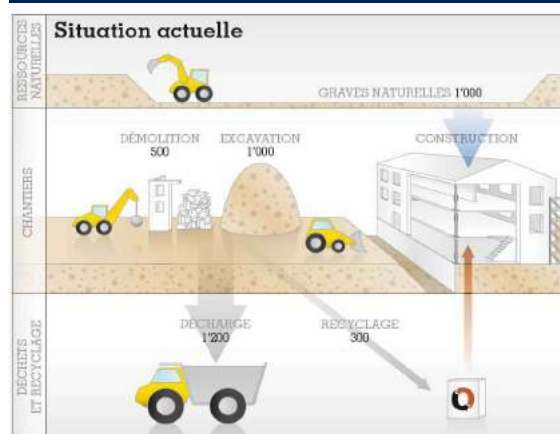 Situation actuelle
RESSOURCES
NATURELLES
GRAVES NATURELLES 1'000
CHANTIERS
DÉMOLITION
500
EXCAVATION
1'000
CONSTRUCTION
DÉCHETS
ET RECYCLAGE
DÉCHARGE
1'200
RECYCLAGE
300